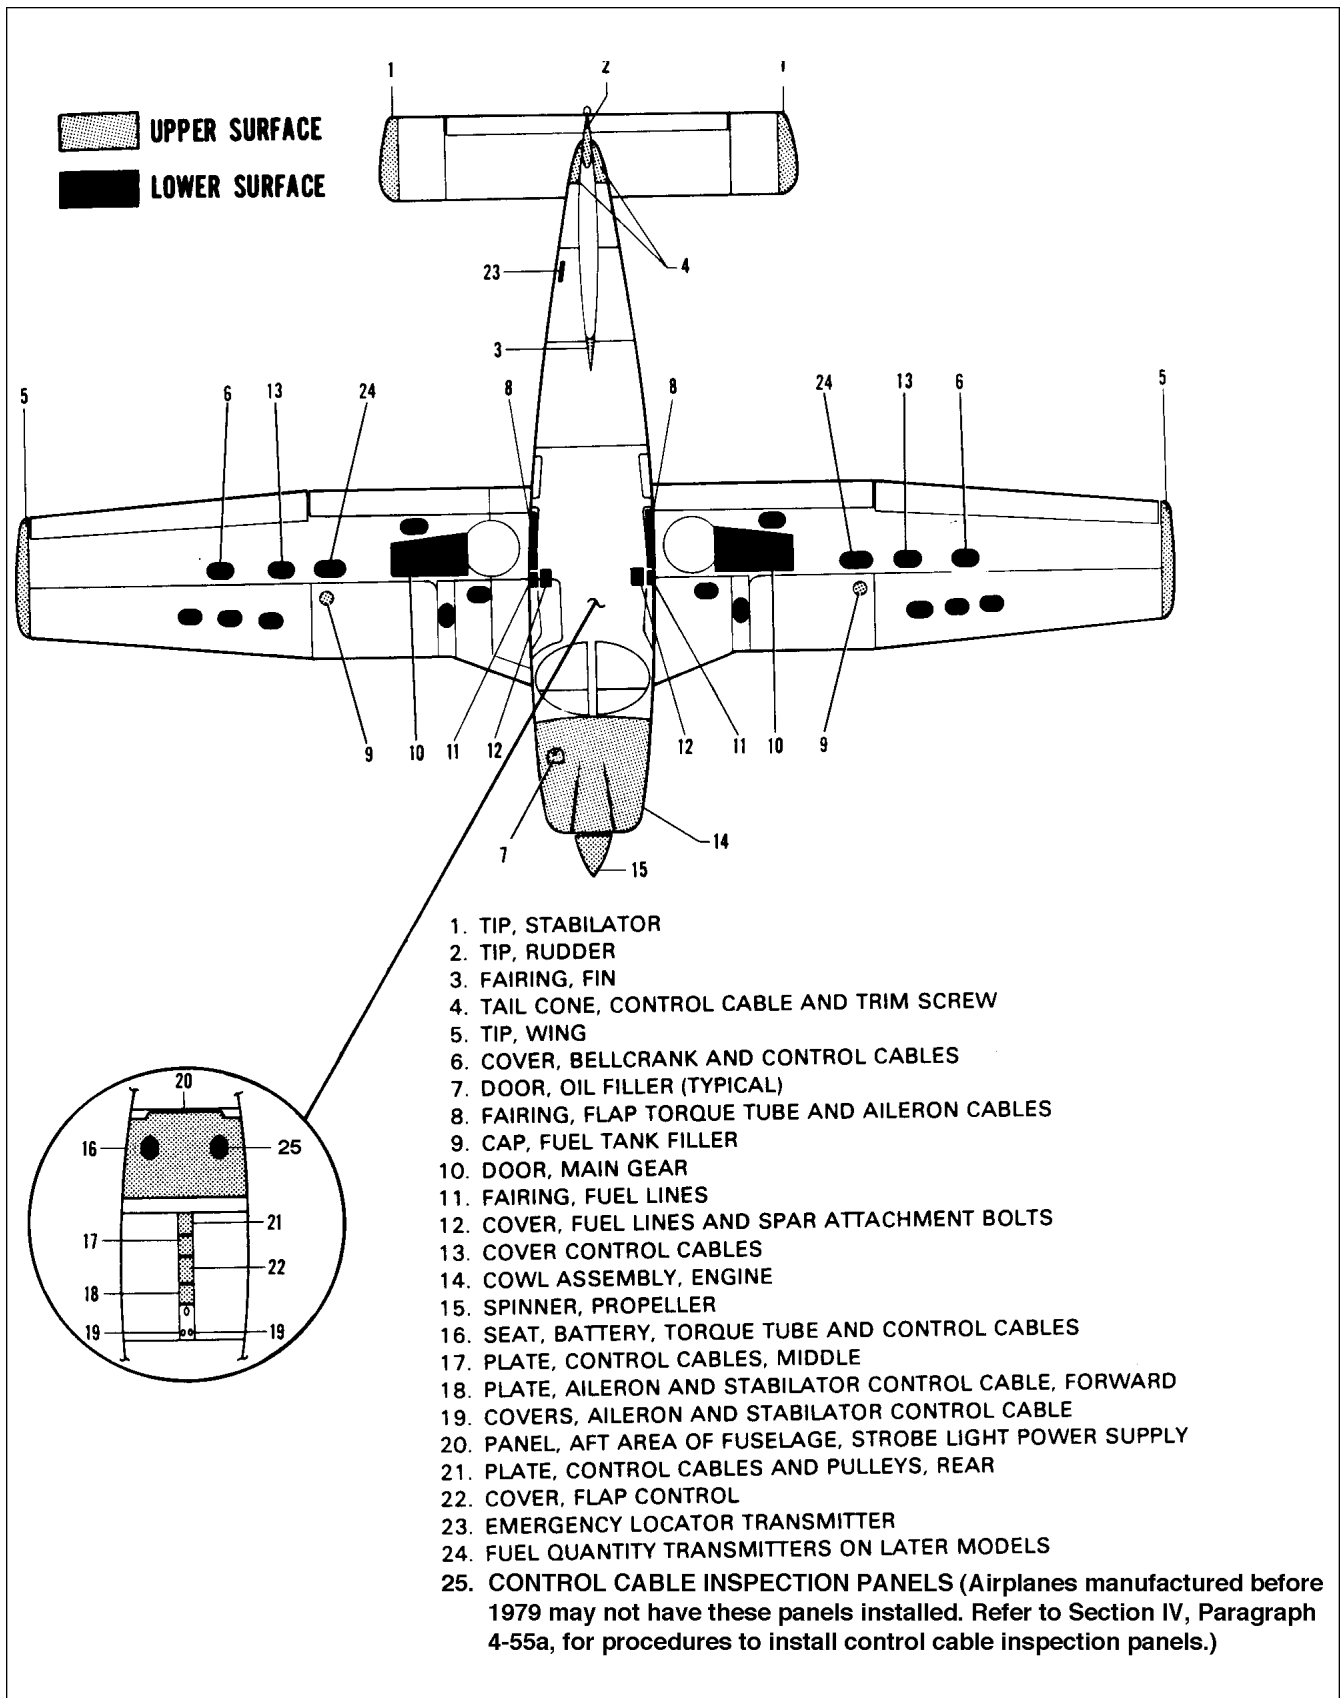 1 2 1
UPPER SURFACE
LOWER SURFACE
23 4
3
5 6 13 24 8 8 24 13 6 5
9 10 11 12 12 11 10 9
7 14
15
20
16 25
21
17
22
18
19 19
1. TIP, STABILATOR
2. TIP, RUDDER
3. FAIRING, FIN
4. TAIL CONE, CONTROL CABLE AND TRIM SCREW
5. TIP, WING
6. COVER, BELLCRANK AND CONTROL CABLES
7. DOOR, OIL FILLER (TYPICAL)
8. FAIRING, FLAP TORQUE TUBE AND AILERON CABLES
9. CAP, FUEL TANK FILLER
10. DOOR, MAIN GEAR
11. FAIRING, FUEL LINES
12. COVER, FUEL LINES AND SPAR ATTACHMENT BOLTS
13. COVER CONTROL CABLES
14. COWL ASSEMBLY, ENGINE
15. SPINNER, PROPELLER
16. SEAT, BATTERY, TORQUE TUBE AND CONTROL CABLES
17. PLATE, CONTROL CABLES, MIDDLE
18. PLATE, AILERON AND STABILATOR CONTROL CABLE, FORWARD
19. COVERS, AILERON AND STABILATOR CONTROL CABLE
20. PANEL, AFT AREA OF FUSELAGE, STROBE LIGHT POWER SUPPLY
21. PLATE, CONTROL CABLES AND PULLEYS, REAR
22. COVER, FLAP CONTROL
23. EMERGENCY LOCATOR TRANSMITTER
24. FUEL QUANTITY TRANSMITTERS ON LATER MODELS
25. CONTROL CABLE INSPECTION PANELS (Airplanes manufactured before
1979 may not have these panels installed. Refer to Section IV, Paragraph
4-55a, for procedures to install control cable inspection panels.)